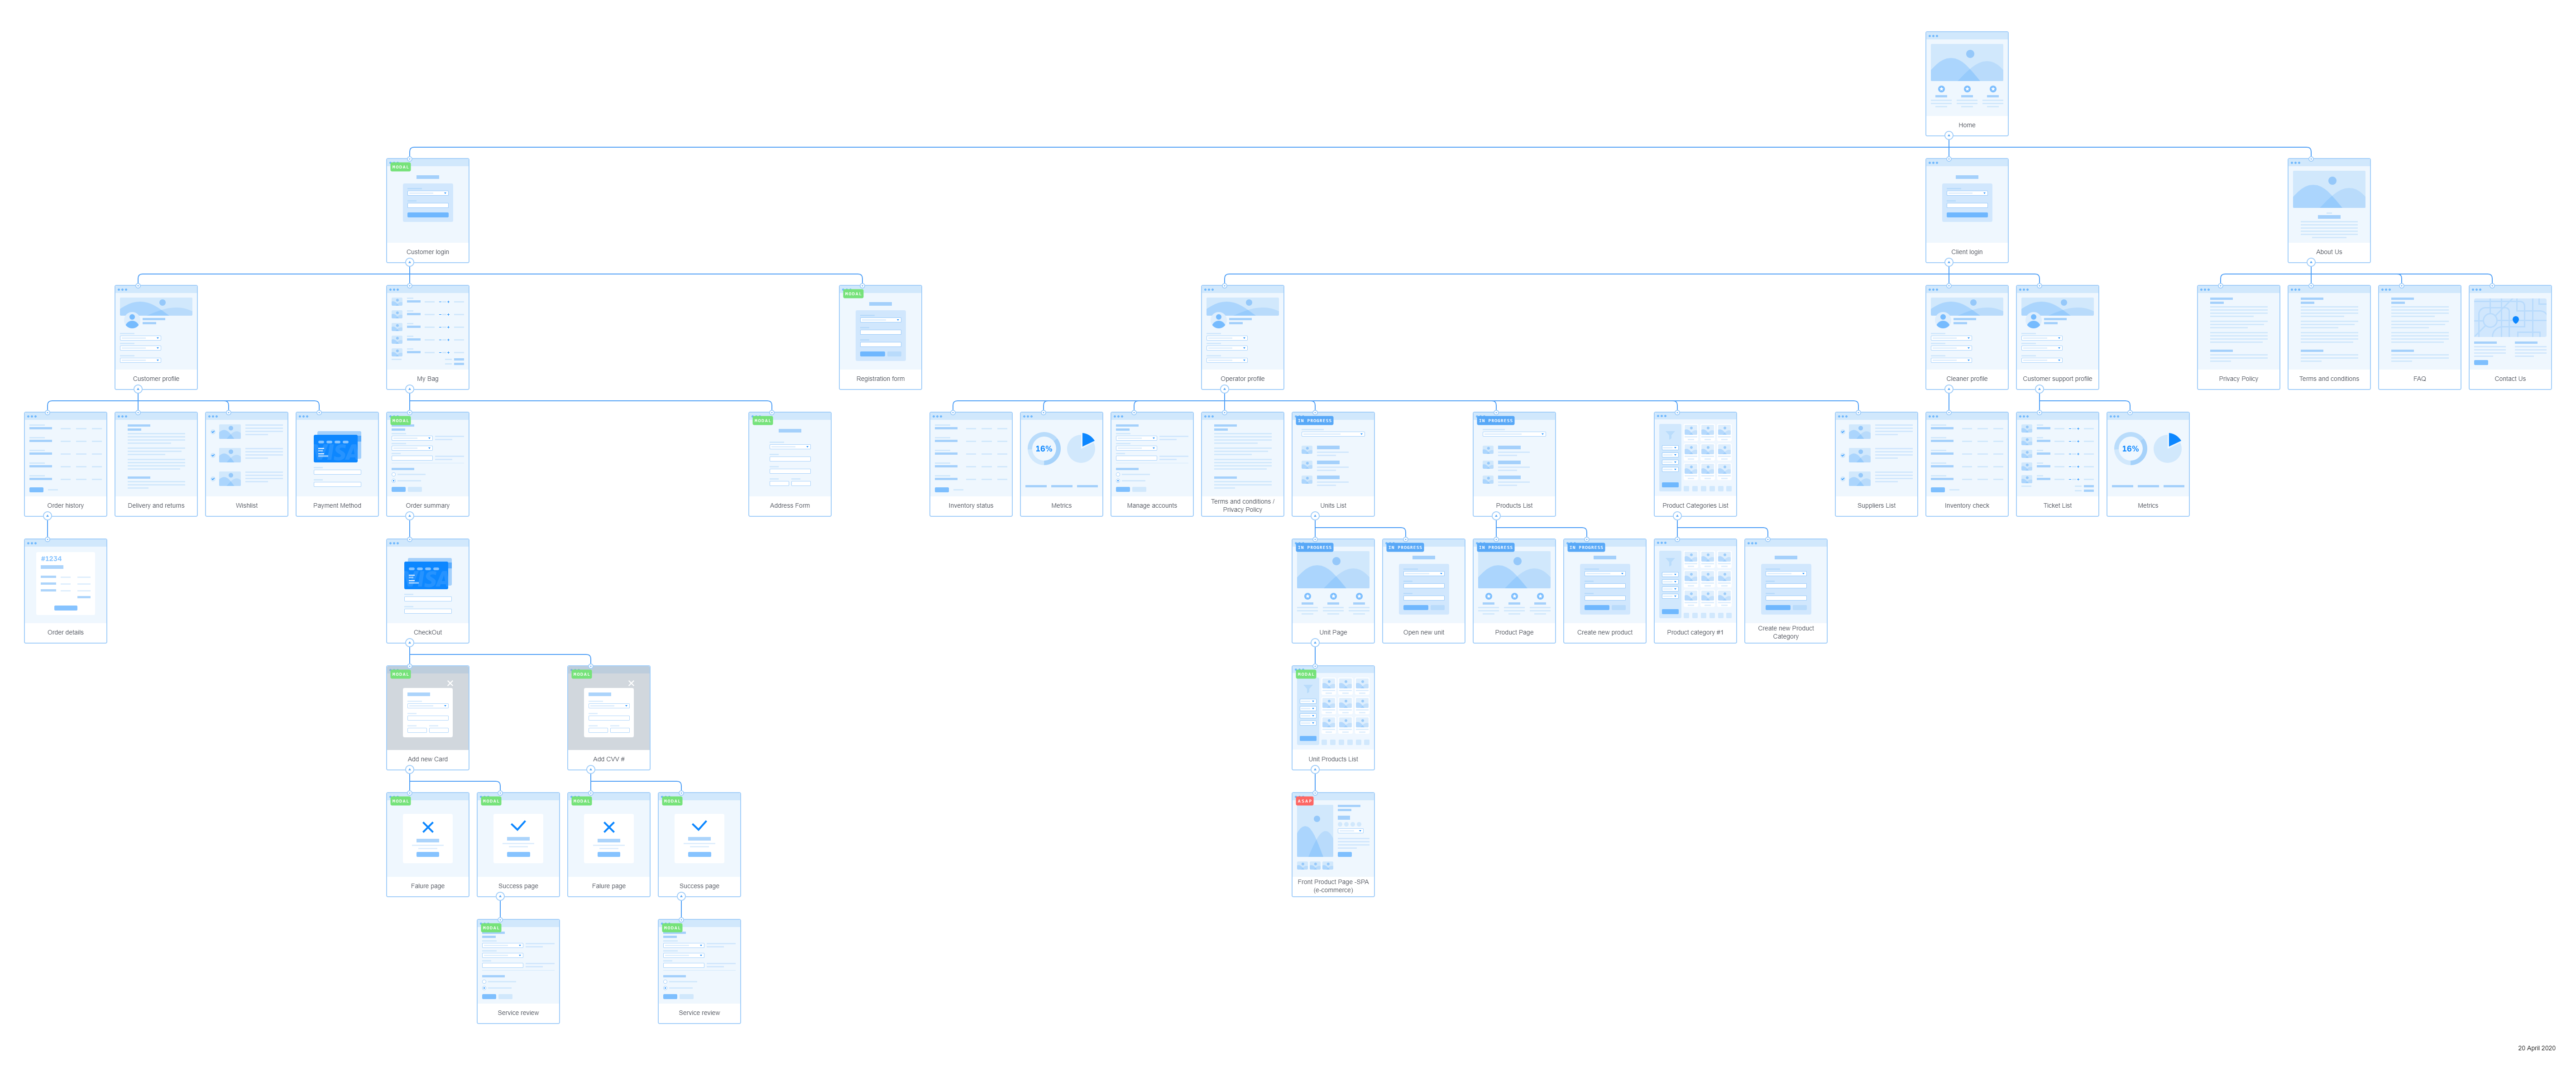 Home
MODAL
Customer login
Client login
About Us
Customer profile
My Bag
MODAL
Registration form
Operator profile
Cleaner profile
Customer support profile
Privacy Policy
Terms and conditions
FAQ
Contact Us
Order history
Delivery and returns
Wishlist
VISA
Payment Method
MODAL
Order summary
MODAL
Address Form
Inventory status
16%
Metrics
Manage accounts
Terms and conditions /
Privacy Policy
IN PROGRESS
Units List
IN PROGRESS
Products List
Product Categories List
Suppliers List
Inventory check
Ticket List
16%
Metrics
#1234
Order details
VISA
CheckOut
IN PROGRESS
Unit Page
IN PROGRESS
Open new unit
IN PROGRESS
Product Page
IN PROGRESS
Create new product
Product category #1
Create new Product
Category
MODAL
Add new Card
MODAL
Add CVV #
MODAL
Unit Products List
MODAL
Falure page
MODAL
Success page
MODAL
Falure page
MODAL
Success page
ASAP
Front Product Page -SPA
(e-commerce)
MODAL
Service review
MODAL
Service review
20 April 2020